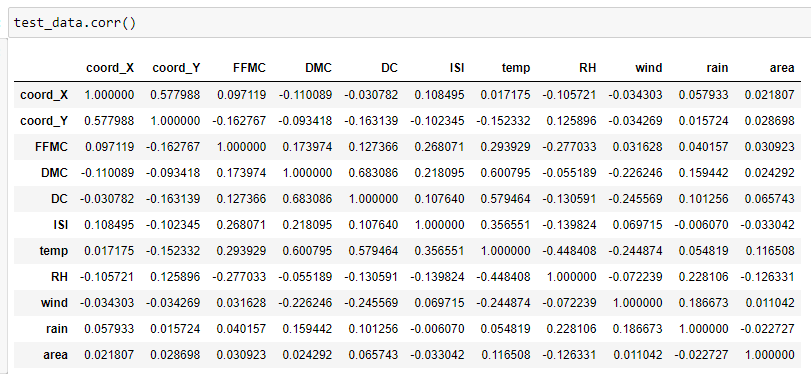 test_data.corr()
coord_X coord_Y FFMC DMC DC ISI temp RH wind rain area
coord_X 1.000000 0.577988 0.097119 -0.110089 -0.030782 0.108495 0.017175 -0.105721 -0.034303 0.057933 0.021807
coord_Y 0.577988 1.000000 -0.162767 -0.093418 -0.163139 -0.102345 -0.152332 0.125896 -0.034269 0.015724 0.028698
FFMC 0.097119 -0.162767 1.000000 0.173974 0.127366 0.268071 0.293929 -0.277033 0.031628 0.040157 0.030923
DMC -0.110089 -0.093418 0.173974 1.000000 0.683086 0.218095 0.600795 -0.055189 -0.226246 0.159442 0.024292
DC -0.030782 -0.163139 0.127366 0.683086 1.000000 0.107640 0.579464 -0.130591 -0.245569 0.101256 0.065743
ISI 0.108495 -0.102345 0.268071 0.218095 0.107640 1.000000 0.356551 -0.139824 0.069715 -0.006070 -0.033042
temp 0.017175 -0.152332 0.293929 0.600795 0.579464 0.356551 1.000000 -0.448408 -0.244874 0.054819 0.116508
RH -0.105721 0.125896 -0.277033 -0.055189 -0.130591 -0.139824 -0.448408 1.000000 -0.072239 0.228106 -0.126331
wind -0.034303 -0.034269 0.031628 -0.226246 -0.245569 0.069715 -0.244874 -0.072239 1.000000 0.186673 0.011042
rain 0.057933 0.015724 0.040157 0.159442 0.101256 -0.006070 0.054819 0.228106 0.186673 1.000000 -0.022727
area 0.021807 0.028698 0.030923 0.024292 0.065743 -0.033042 0.116508 -0.126331 0.011042 -0.022727 1.000000